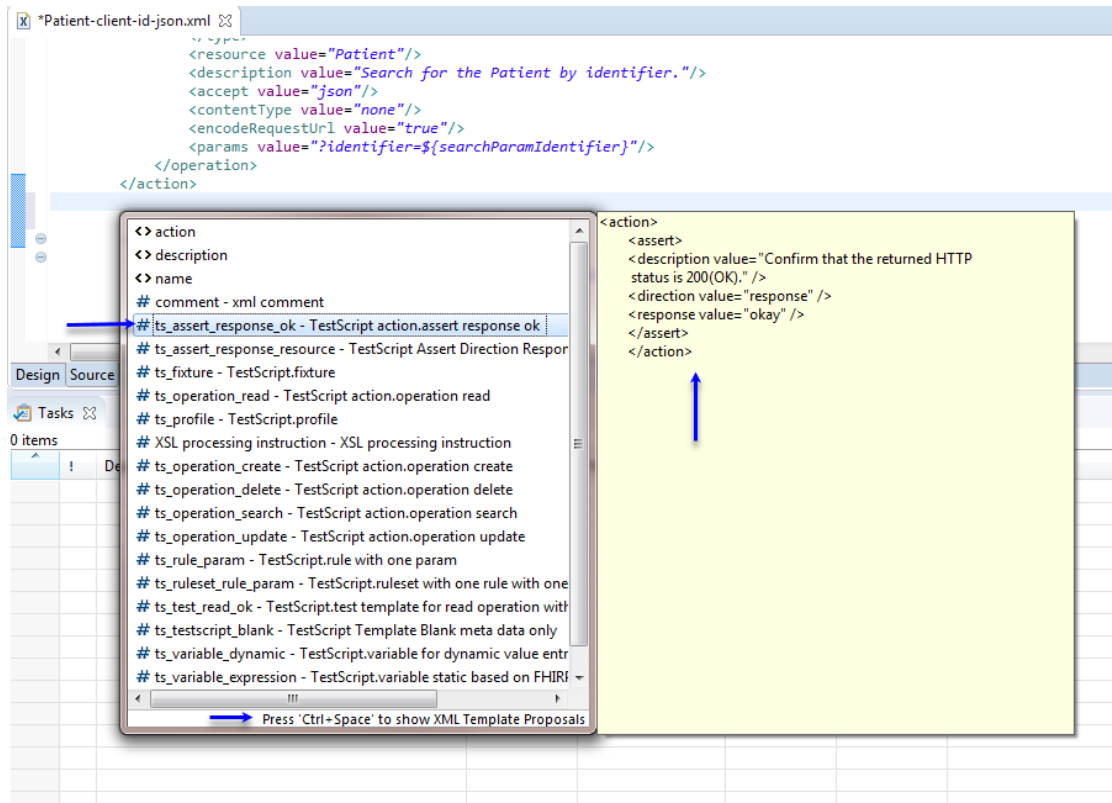 *Patient-client-id-json.xml
</type>
<resource value="Patient"/>
<description value="Search for the Patient by identifier."/>
<accept value="json"/>
<contentType value="none"/>
<encodeRequestUrl value="true"/>
<params value="?identifier=${searchParamIdentifier}"/>
</operation>
</action>
<> action
<> description
<> name
# comment - xml comment
# ts_assert_response_ok - TestScript action.assert response ok
# ts_assert_response_resource - TestScript Assert Direction Respor
# ts_fixture - TestScript.fixture
# ts_operation_read - TestScript action.operation read
# ts_profile - TestScript.profile
# XSL processing instruction - XSL processing instruction
# ts_operation_create - TestScript action.operation create
# ts_operation_delete - TestScript action.operation delete
# ts_operation_search - TestScript action.operation search
# ts_operation_update - TestScript action.operation update
# ts_rule_param - TestScript.rule with one param
# ts_ruleset_rule_param - TestScript.ruleset with one rule with one
# ts_test_read_ok - TestScript.test template for read operation with
# ts_testscript_blank - TestScript Template Blank meta data only
# ts_variable_dynamic - TestScript.variable for dynamic value entr
# ts_variable_expression - TestScript.variable static based on FHIRF
Press 'Ctrl+Space' to show XML Template Proposals
<action>
<assert>
<description value="Confirm that the returned HTTP
status is 200(OK)." />
<direction value="response" />
<response value="okay" />
</assert>
</action>
Design Source
Tasks
0 items
! De